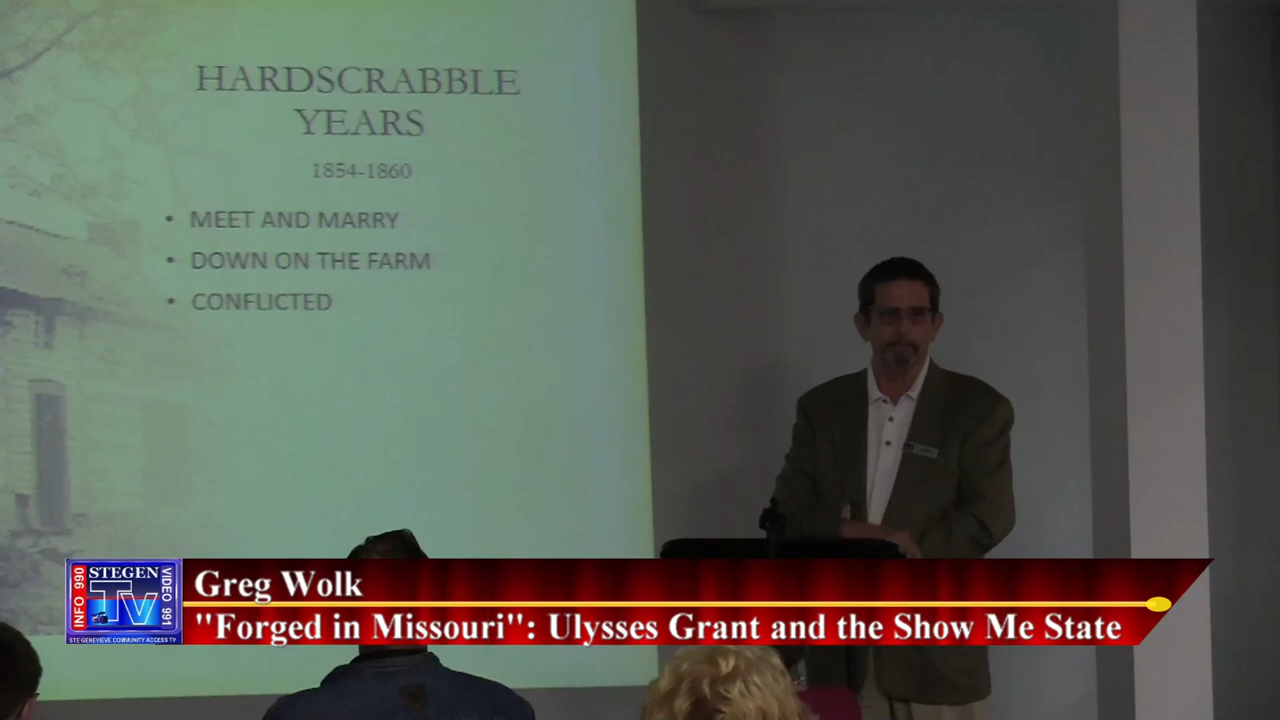 HARDSCRABBLE
YEARS
1854-1860
• MEET AND MARRY
• DOWN ON THE FARM
• CONFLICTED
INFO 990
STEGEN
TV
VIDEO 991
STE GENEVIEVE COMMUNITY ACCESS TV
Greg Wolk
"Forged in Missouri": Ulysses Grant and the Show Me State